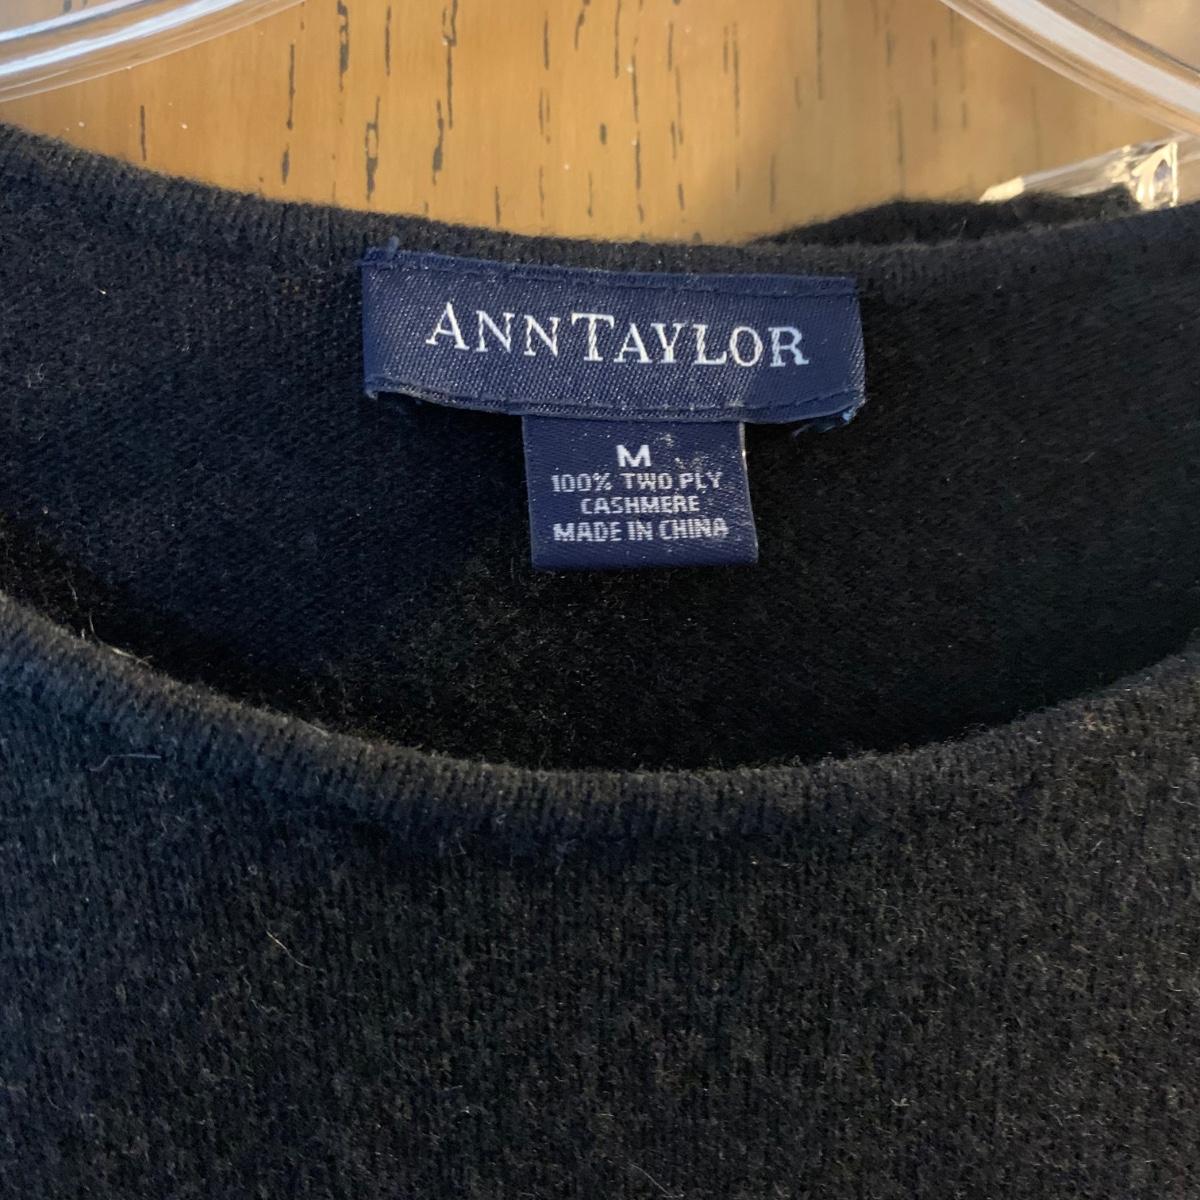 ANNTAYLOR
M
100% TWO PLY
CASHMERE
MADE IN CHINA